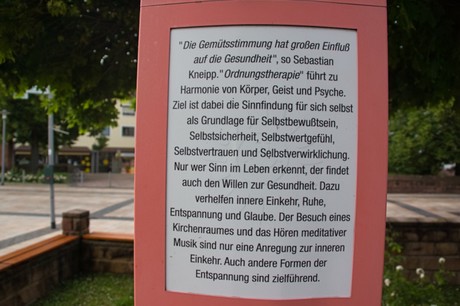 "Die Gemütsstimmung hat großen Einfluß
auf die Gesundheit", so Sebastian
Kneipp."Ordnungstherapie" führt zu
Harmonie von Körper, Geist und Psyche.
Ziel ist dabei die Sinnfindung für sich selbst
als Grundlage für Selbstbewußtsein,
Selbstsicherheit, Selbstwertgefühl,
Selbstvertrauen und Selbstverwirklichung.
Nur wer Sinn im Leben erkennt, der findet
auch den Willen zur Gesundheit. Dazu
verhelfen innere Einkehr, Ruhe,
Entspannung und Glaube. Der Besuch eines
Kirchenraumes und das Hören meditativer
Musik sind nur eine Anregung zur inneren
Einkehr. Auch andere Formen der
Entspannung sind zielführend.